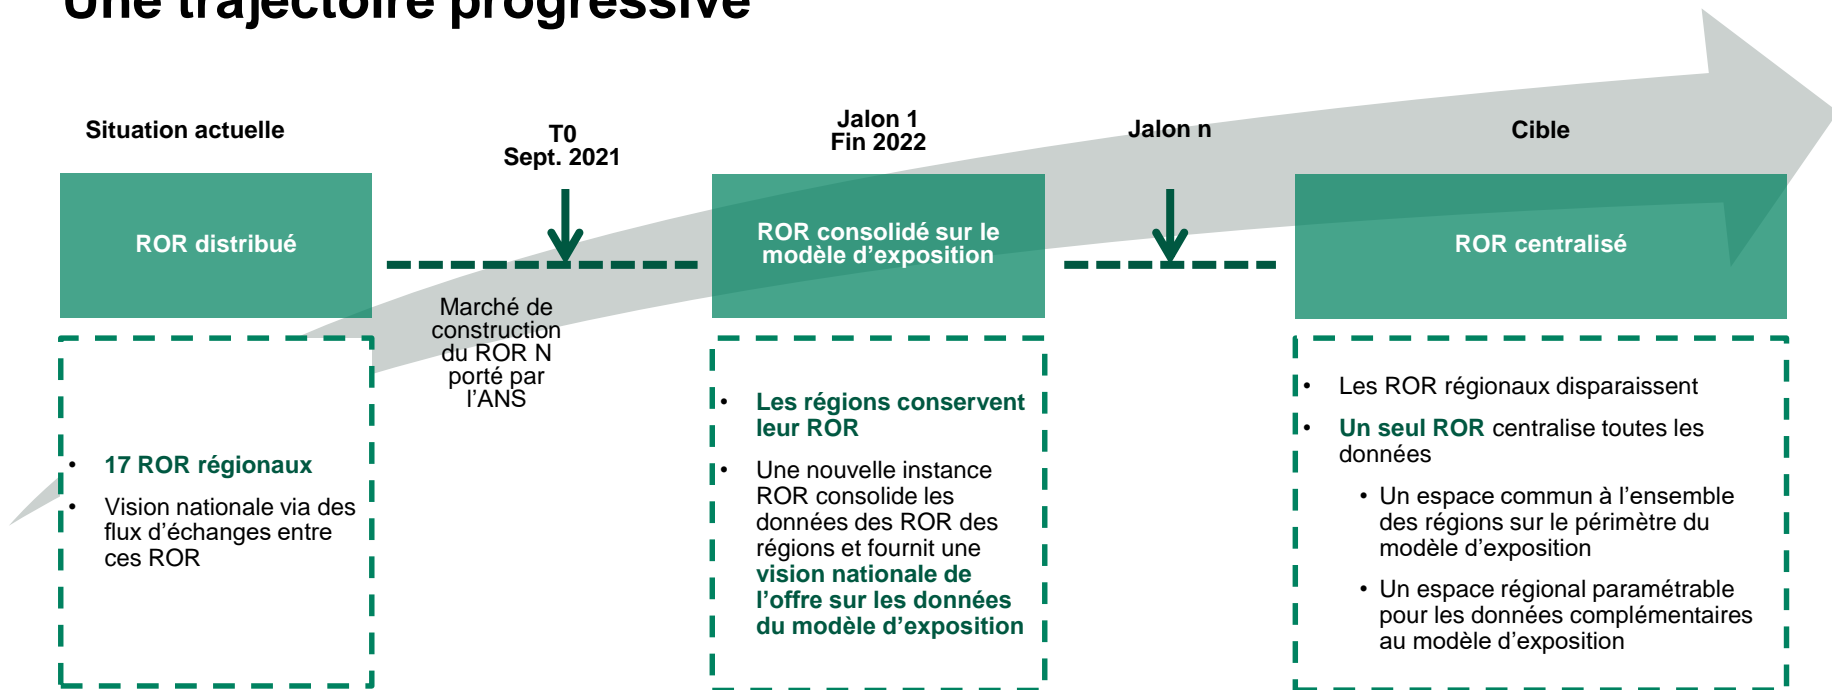 Une trajectoire progressive
Situation actuelle
T0
Sept. 2021
Jalon 1
Fin 2022
Jalon n
Cible
ROR distribué
ROR consolidé sur le
modèle d’exposition
ROR centralisé
Marché de
construction
du ROR N
porté par
l’ANS
• 17 ROR régionaux
• Vision nationale via des
flux d’échanges entre
ces ROR
• Les régions conservent
leur ROR
• Une nouvelle instance
ROR consolide les
données des ROR des
régions et fournit une
vision nationale de
l’offre sur les données
du modèle d’exposition
• Les ROR régionaux disparaissent
• Un seul ROR centralise toutes les
données
• Un espace commun à l’ensemble
des régions sur le périmètre du
modèle d’exposition
• Un espace régional paramétrable
pour les données complémentaires
au modèle d’exposition